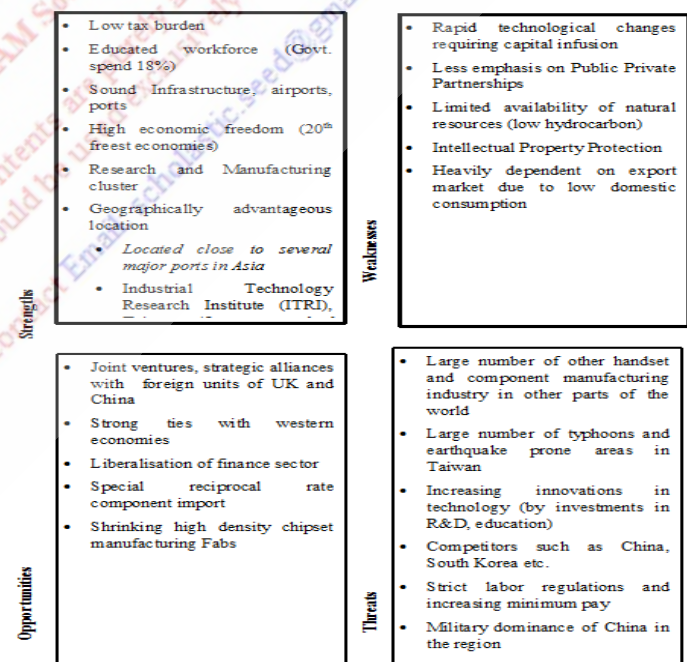 • Low tax burden
• Educated workforce (Govt.
spend 18%)
• Sound Infrastructure, airports,
ports
• High economic freedom (20th
freest economies)
• Research and Manufacturing
cluster
• Geographically advantageous
location
• Located close to several
major ports in Asia
• Industrial Technology
Research Institute (ITRI),
Strengths
• Rapid technological changes
requiring capital infusion
• Less emphasis on Public Private
Partnerships
• Limited availability of natural
resources (low hydrocarbon)
• Intellectual Property Protection
• Heavily dependent on export
market due to low domestic
consumption
Weaknesses
• Joint ventures, strategic alliances
with foreign units of UK and
China
• Strong ties with western
economies
• Liberalisation of finance sector
• Special reciprocal rate
component import
• Shrinking high density chipset
manufacturing Fabs
Opportunities
• Large number of other handset
and component manufacturing
industry in other parts of the
world
• Large number of typhoons and
earthquake prone areas in
Taiwan
• Increasing innovations in
technology (by investments in
R&D, education)
• Competitors such as China,
South Korea etc.
• Strict labor regulations and
increasing minimum pay
• Military dominance of China in
the region
Threats